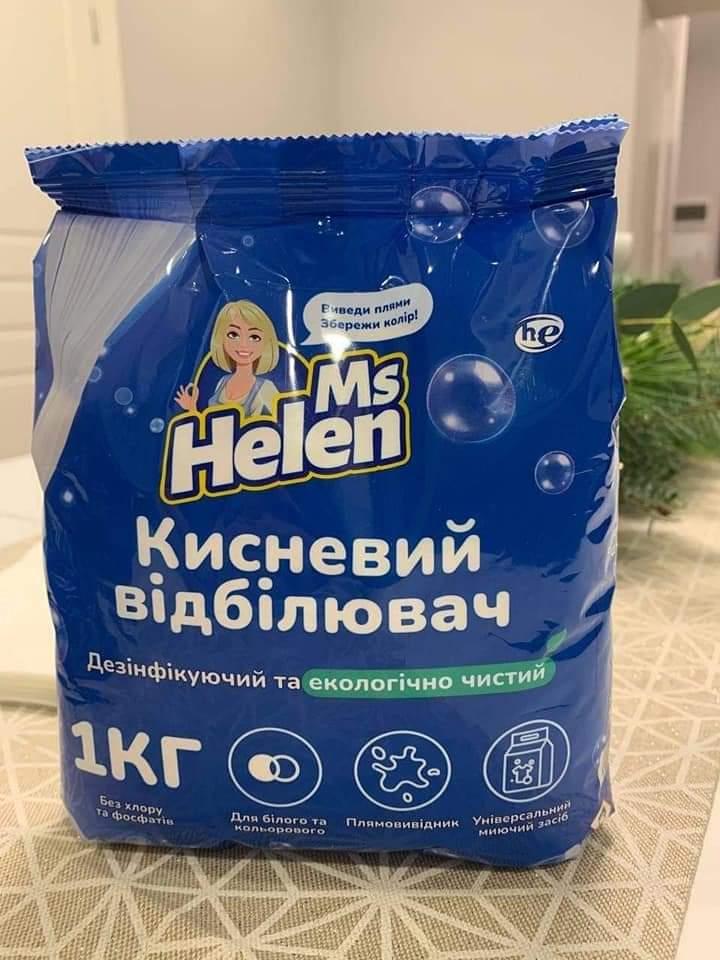 Виведи плями
Збережи колір!
he
Ms
Helen
Кисневий
відбілювач
Дезінфікуючий та екологічно чистий
1КГ
Без хлору
та фосфатів
Для білого та
кольорового
Плямовивідник
Універсальний
миючий засіб